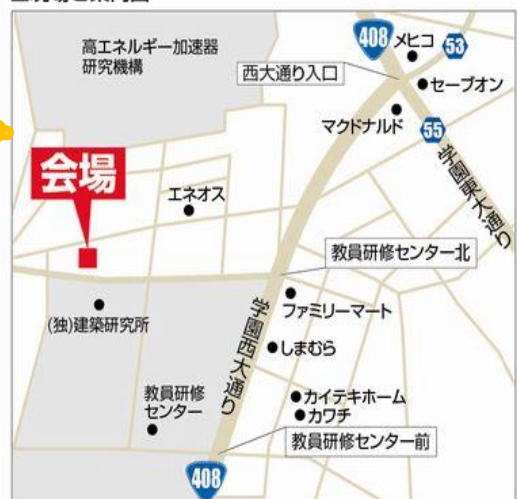 高エネルギー加速器
研究機構
408
メヒコ
53
西大通り入口
セーブオン
マクドナルド
55
学園東大通り
会場
エネオス
教員研修センター北
ファミリーマート
(独)建築研究所
学園西大通り
しまむら
教員研修
センター
カイテキホーム
カワチ
教員研修センター前
408